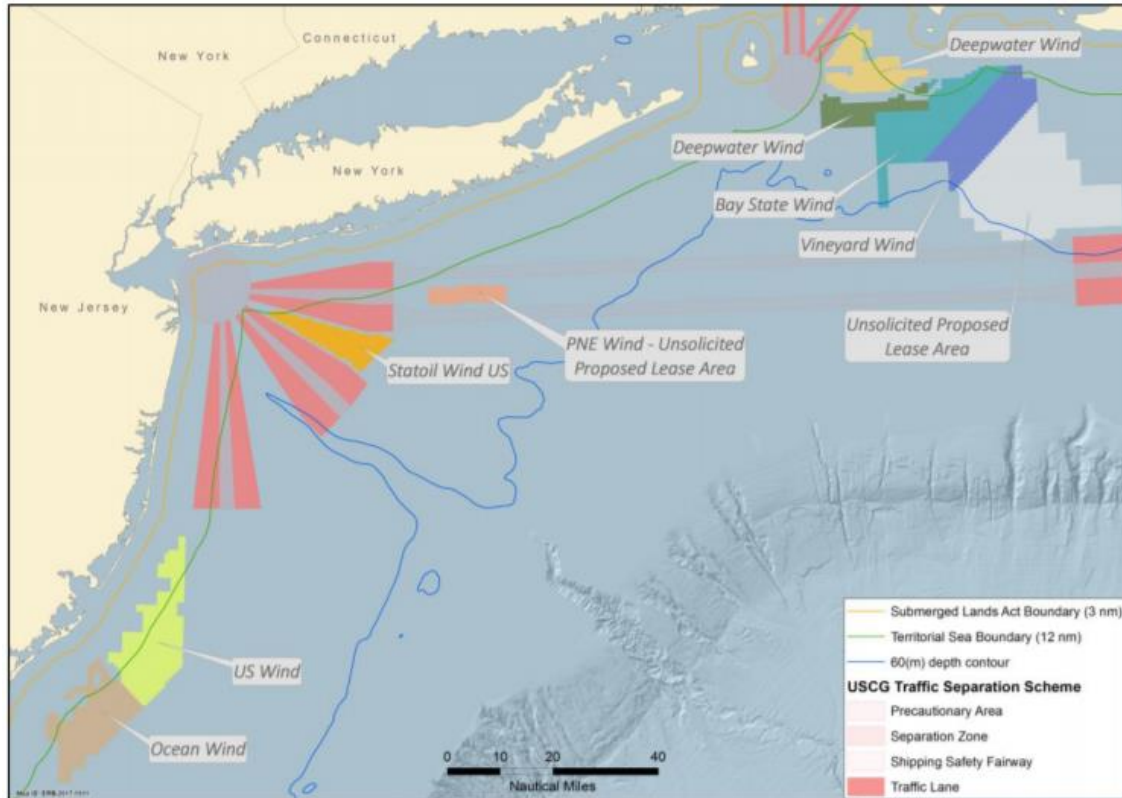 Connecticut
New York
Deepwater Wind
New York
Deepwater Wind
Bay State Wind
Vineyard Wind
New Jersey
Unsolicited Proposed
Lease Area
PNE Wind - Unsolicited
Proposed Lease Area
Statoil Wind US
US Wind
Ocean Wind
0 10 20 40
Nautical Miles
Submerged Lands Act Boundary (3 nm)
Territorial Sea Boundary (12 nm)
60(m) depth contour
USCG Traffic Separation Scheme
Precautionary Area
Separation Zone
Shipping Safety Fairway
Traffic Lane